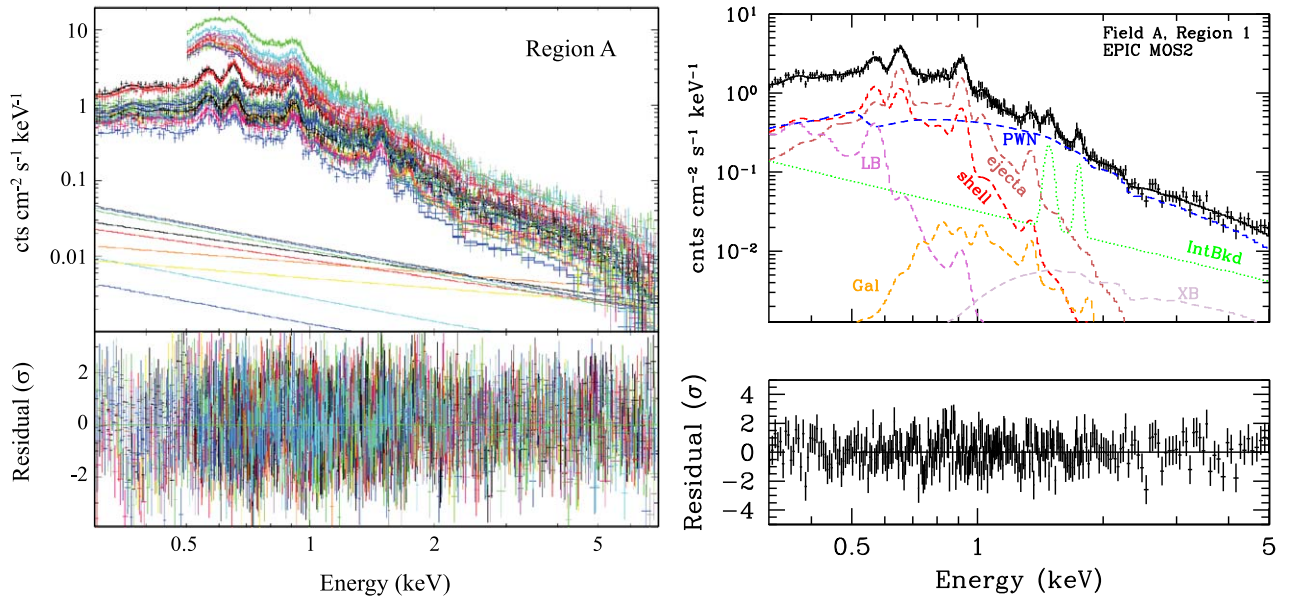 10
1
0.1
0.01
cts cm⁻² s⁻¹ keV⁻¹
Region A
2
0
-2
Residual (σ)
0.5
1
2
5
Energy (keV)
10¹
10⁰
10⁻¹
10⁻²
cnts cm⁻² s⁻¹ keV⁻¹
Field A, Region 1
EPIC MOS2
PWN
LB
ejecta
shell
IntBkd
Gal
XB
4
2
0
−2
−4
Residual (σ)
0.5
1
5
Energy (keV)